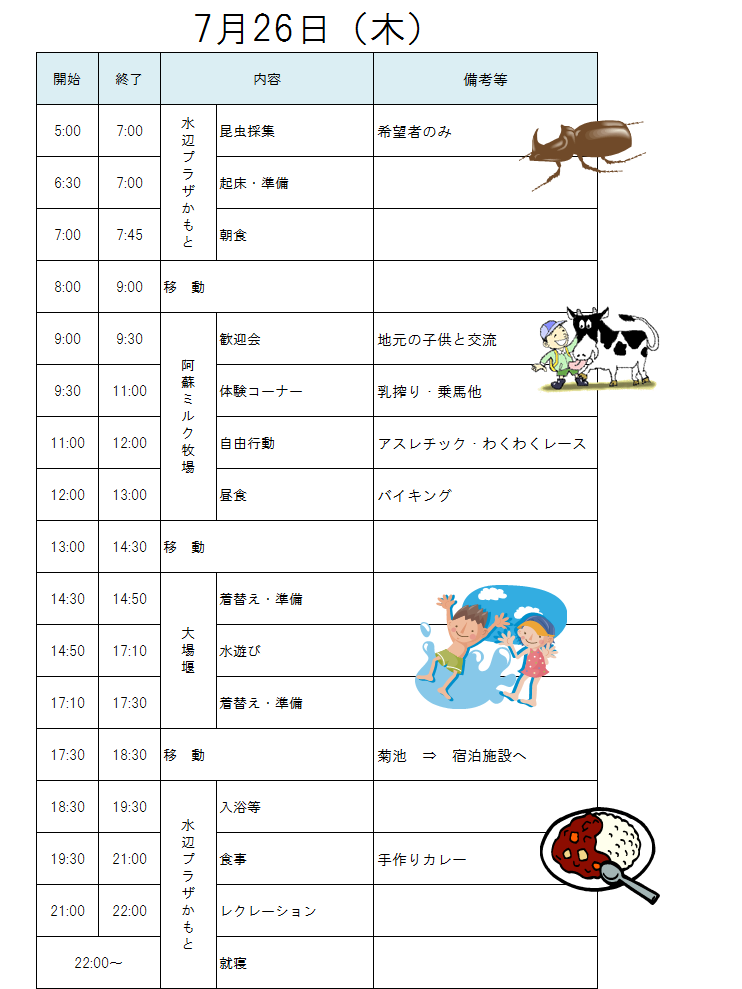 7月26日（木）
開始 終了 内容 備考等
水辺プラザかもと
5:00 7:00 昆虫採集 希望者のみ
6:30 7:00 起床・準備
7:00 7:45 朝食
8:00 9:00 移　動
阿蘇ミルク牧場
9:00 9:30 歓迎会 地元の子供と交流
9:30 11:00 体験コーナー 乳搾り・乗馬他
11:00 12:00 自由行動 アスレチック・わくわくレース
12:00 13:00 昼食 バイキング
13:00 14:30 移　動
大場堰
14:30 14:50 着替え・準備
14:50 17:10 水遊び
17:10 17:30 着替え・準備
17:30 18:30 移　動 菊池　⇒　宿泊施設へ
水辺プラザかもと
18:30 19:30 入浴等
19:30 21:00 食事 手作りカレー
21:00 22:00 レクレーション
22:00～ 就寝